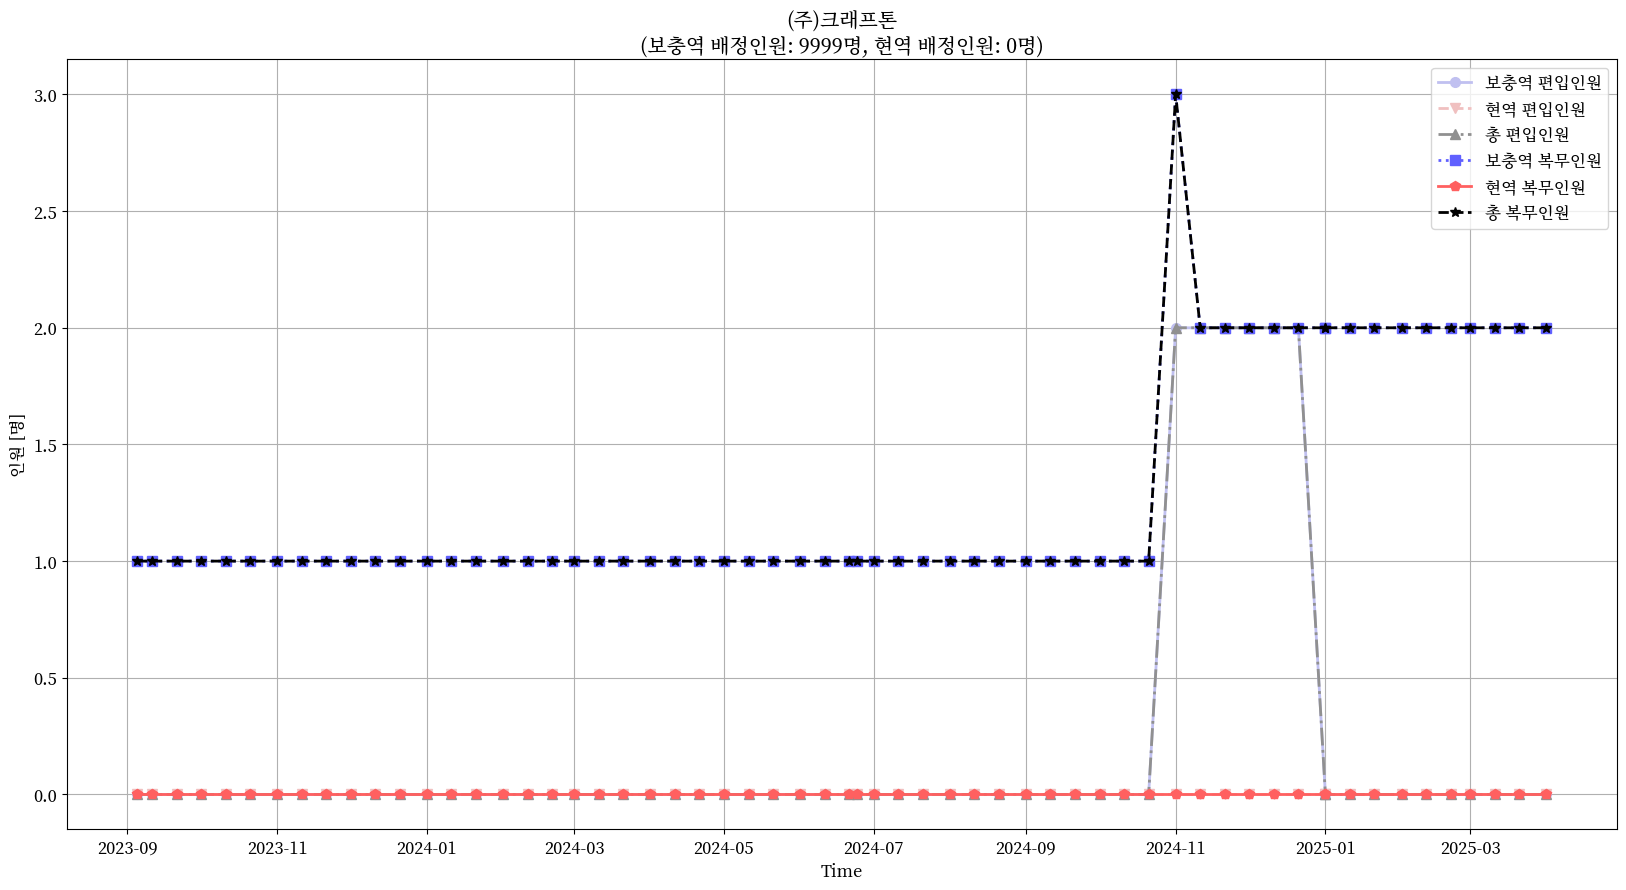 (주)크래프톤
(보충역 배정인원: 9999명, 현역 배정인원: 0명)
보충역 편입인원
현역 편입인원
총 편입인원
보충역 복무인원
현역 복무인원
총 복무인원
인원 [명]
3.0
2.5
2.0
1.5
1.0
0.5
0.0
2023-09 2023-11 2024-01 2024-03 2024-05 2024-07 2024-09 2024-11 2025-01 2025-03
Time